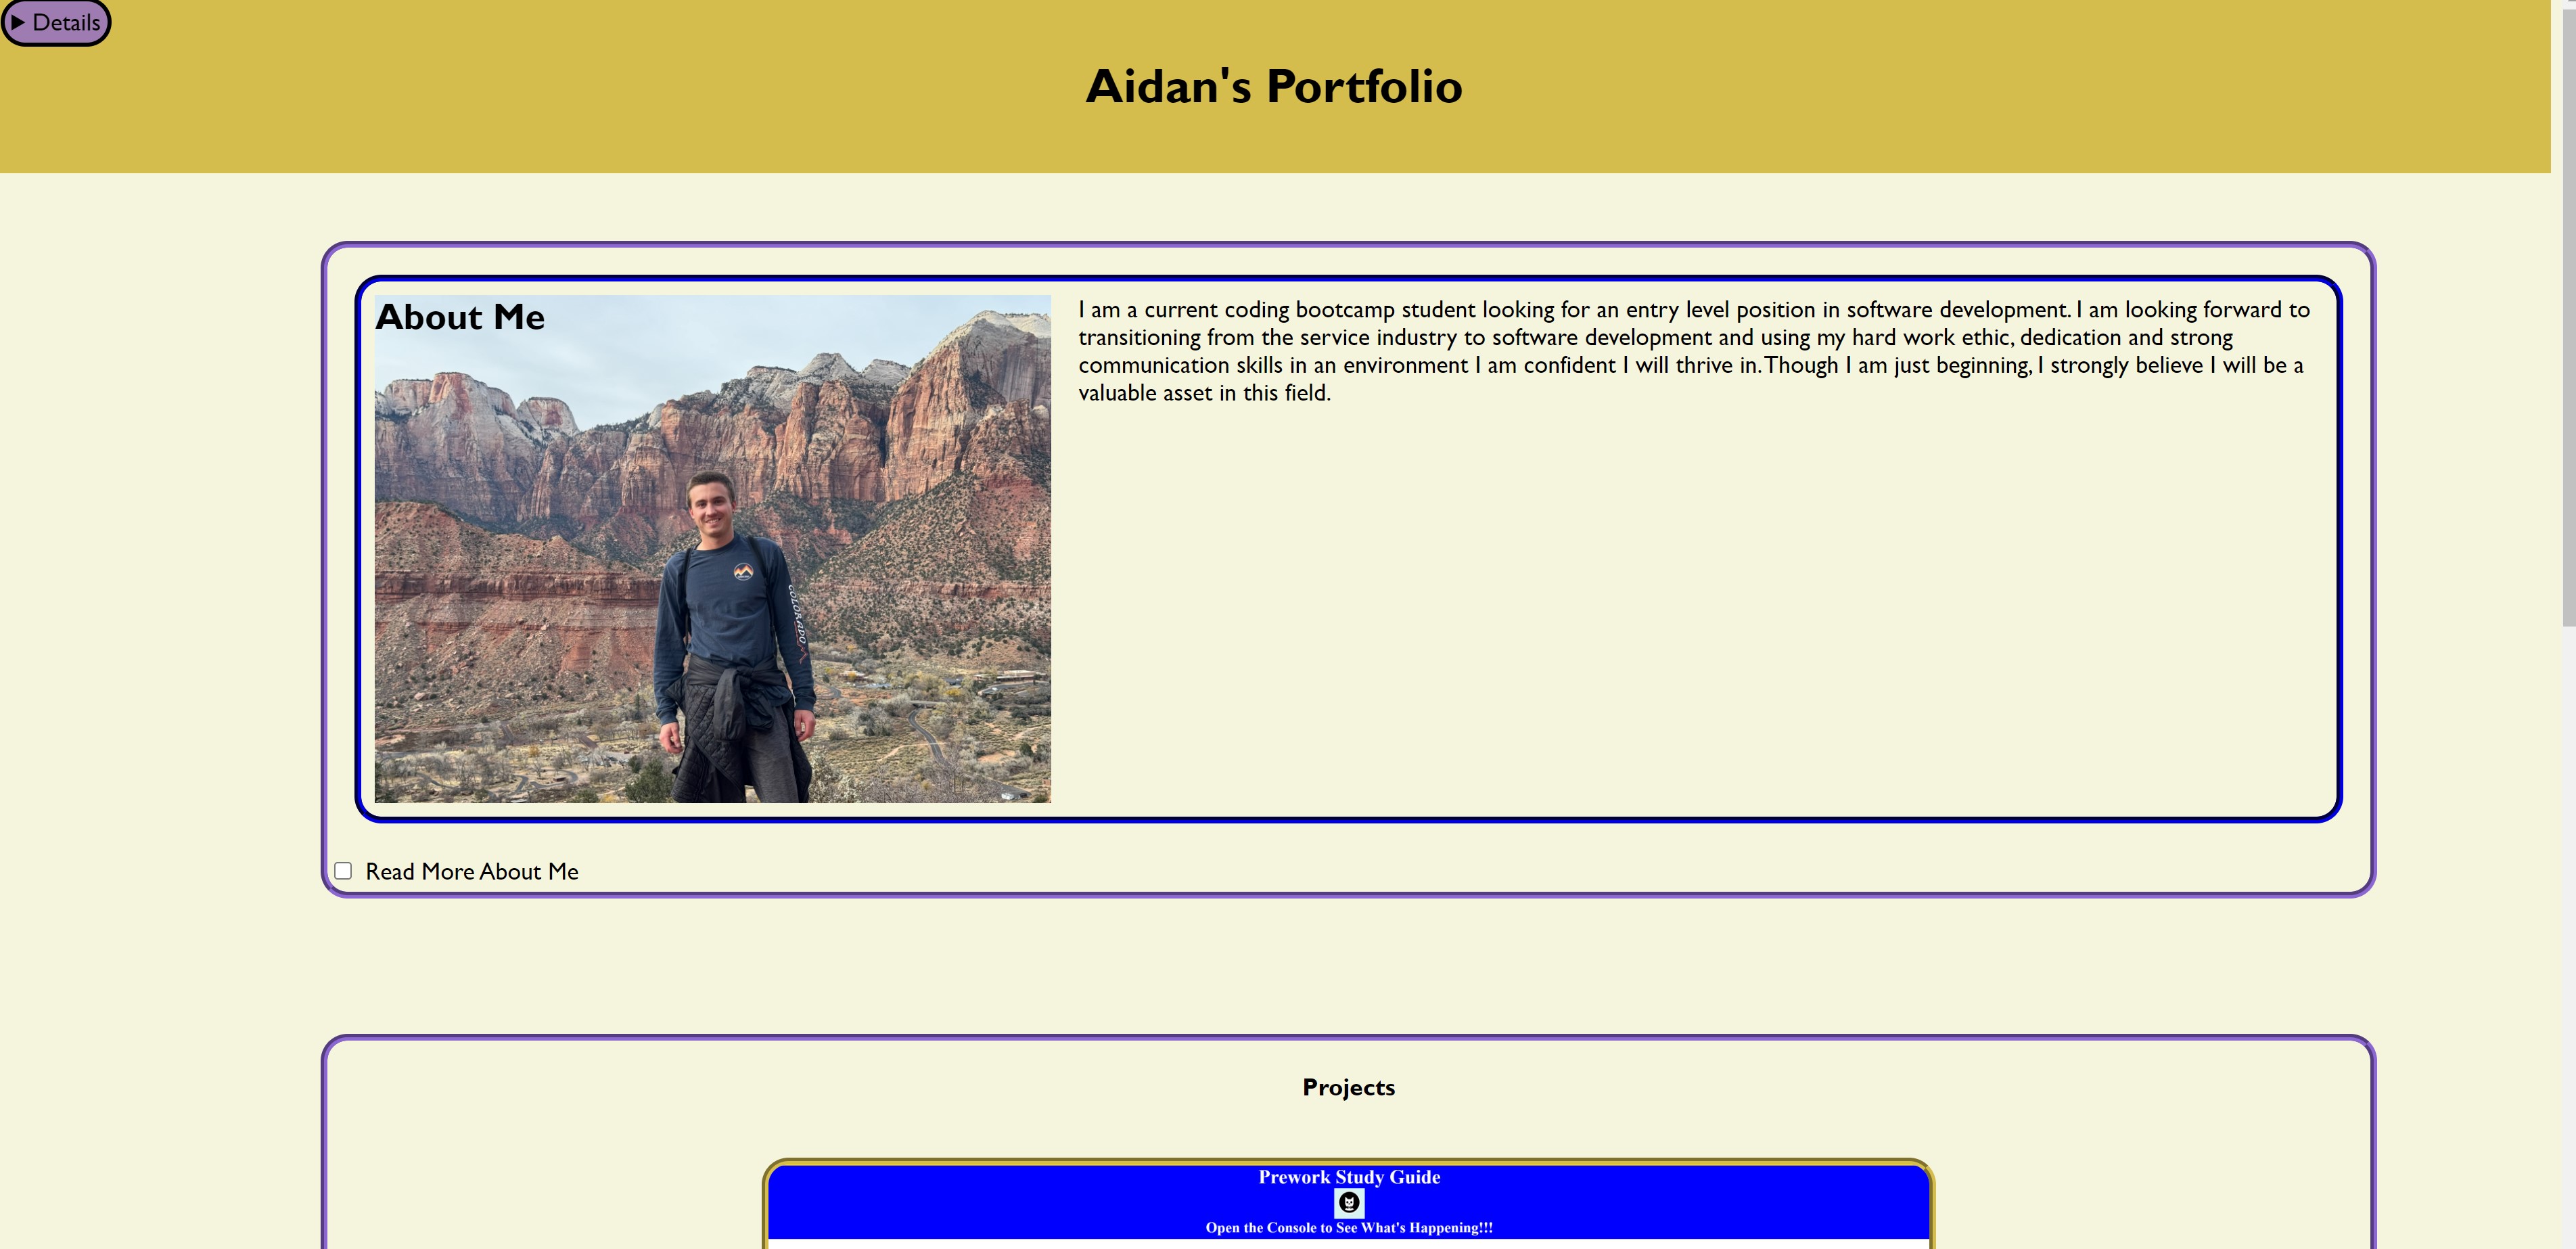 Details
Aidan's Portfolio
About Me
I am a current coding bootcamp student looking for an entry level position in software development. I am looking forward to
transitioning from the service industry to software development and using my hard work ethic, dedication and strong
communication skills in an environment I am confident I will thrive in. Though I am just beginning, I strongly believe I will be a
valuable asset in this field.
COLORADO
Read More About Me
Projects
Prework Study Guide
Open the Console to See What's Happening!!!